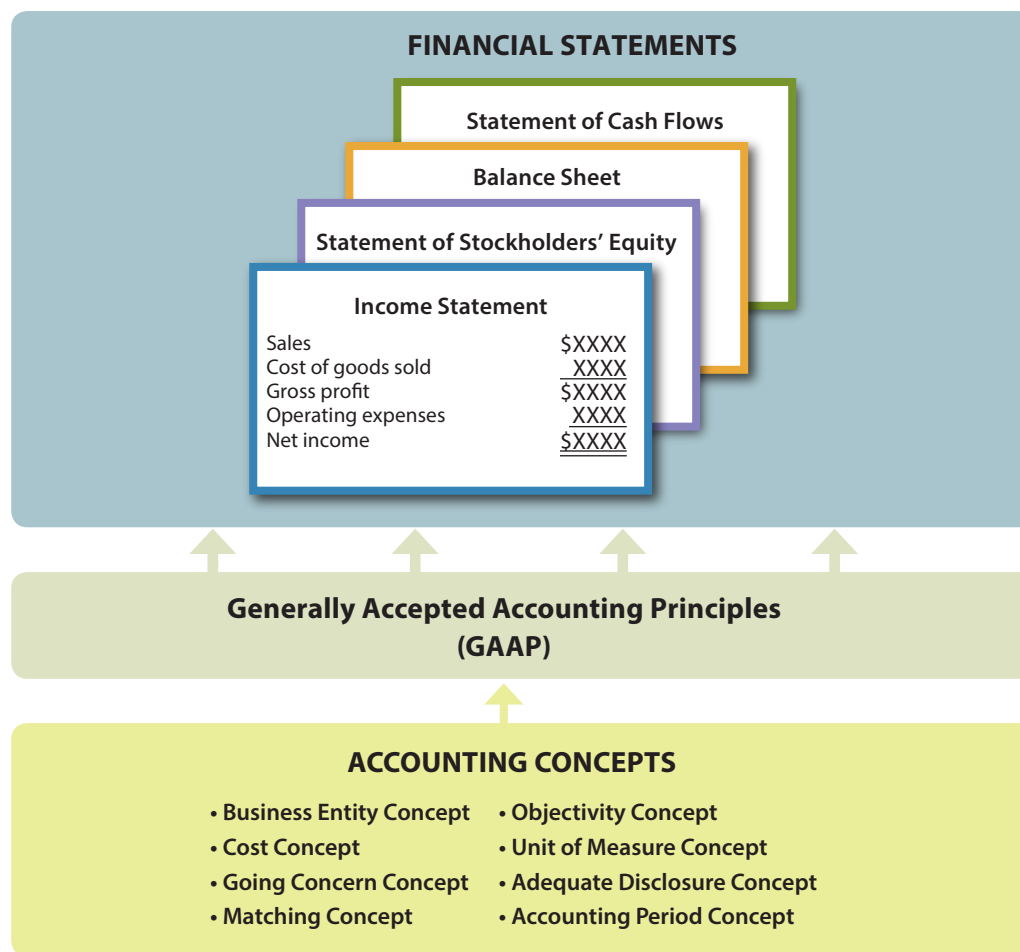 FINANCIAL STATEMENTS
Statement of Cash Flows
Balance Sheet
Statement of Stockholders’ Equity
Income Statement
Sales $XXXX
Cost of goods sold XXXX
Gross profit $XXXX
Operating expenses XXXX
Net income $XXXX
Generally Accepted Accounting Principles
(GAAP)
ACCOUNTING CONCEPTS
• Business Entity Concept • Objectivity Concept
• Cost Concept • Unit of Measure Concept
• Going Concern Concept • Adequate Disclosure Concept
• Matching Concept • Accounting Period Concept